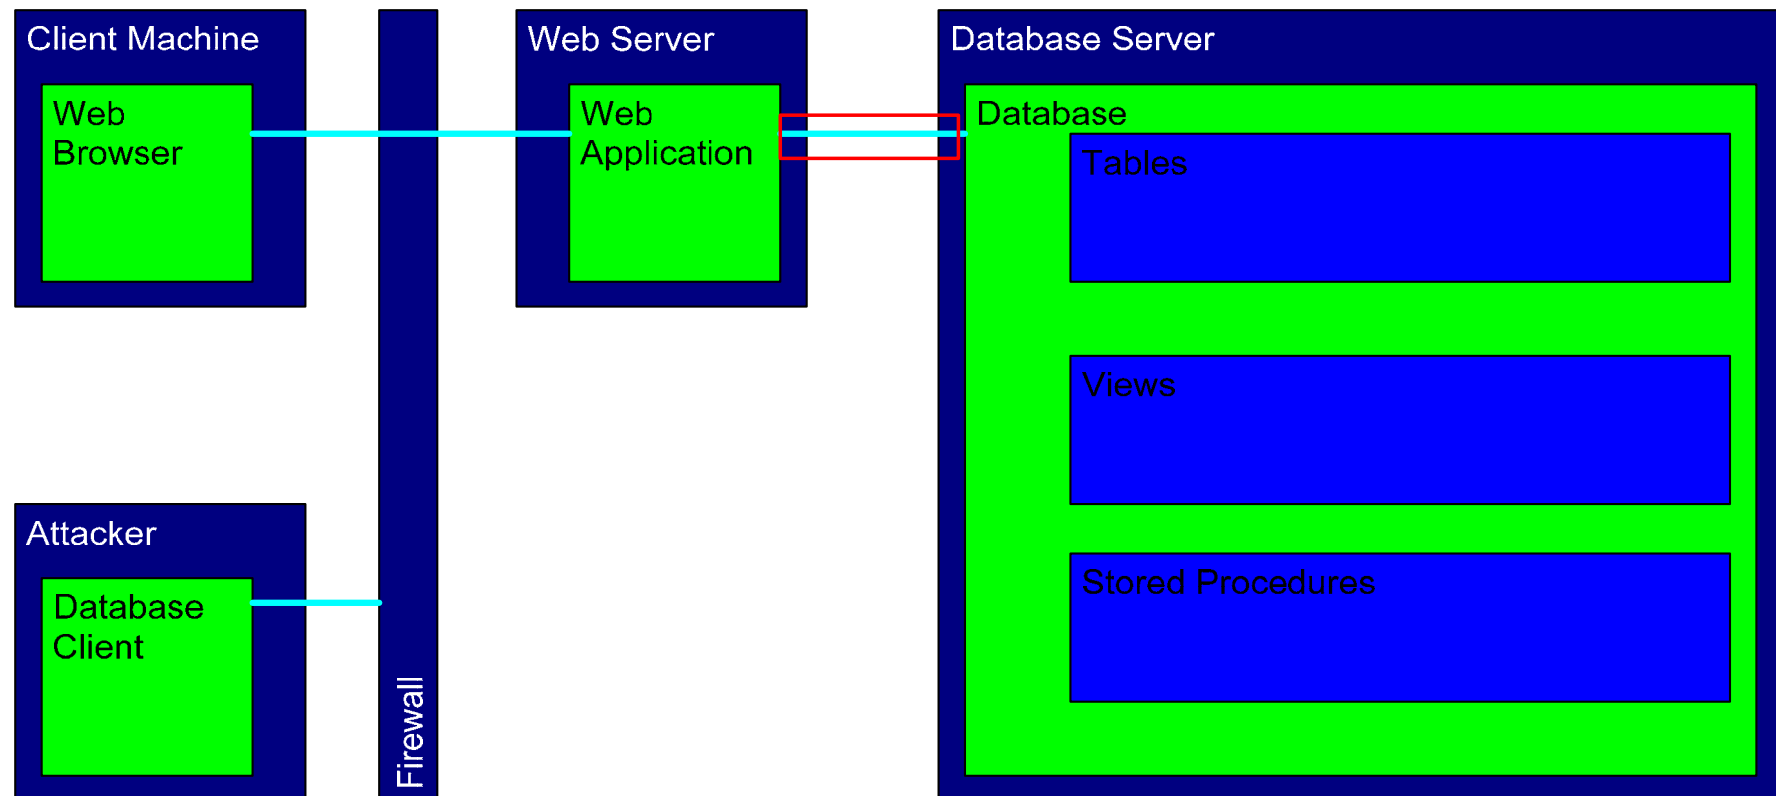 Client Machine
Web
Browser
Firewall
Web Server
Web
Application
Database Server
Database
Tables
Views
Stored Procedures
Attacker
Database
Client